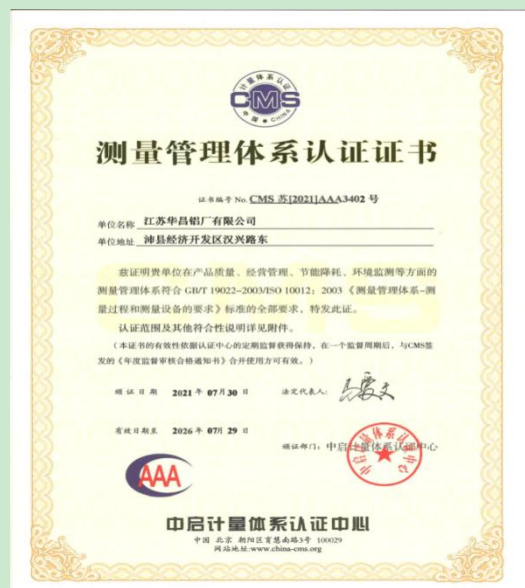 计量体系认证
CMS
中国 CHINA
测量管理体系认证证书
证书编号 No. CMS 苏[2021]AAA3402 号
单位名称 江苏华昌铝厂有限公司
单位地址 沛县经济开发区汉兴路东
兹证明贵单位在产品质量、经营管理、节能降耗、环境监测等方面的
测量管理体系符合 GB/T 19022-2003/ISO 10012: 2003 《测量管理体系-测
量过程和测量设备的要求》标准的全部要求, 特发此证。
认证范围及其他符合性说明详见附件。
(本证书的有效性依据认证中心的定期监督获得保持, 在一个监督周期后, 与CMS签
发的《年度监督审核合格通知书》合并使用方可有效。)
颁证日期 2021 年 07月 30 日 法定代表人:
有效日期至 2026 年 07月 29 日
颁证部门: 中启计量体系认证中心
AAA
中启计量体系认证中心
中国 北京 朝阳区育慧南路3号 100029
网站地址:www.china-cms.org